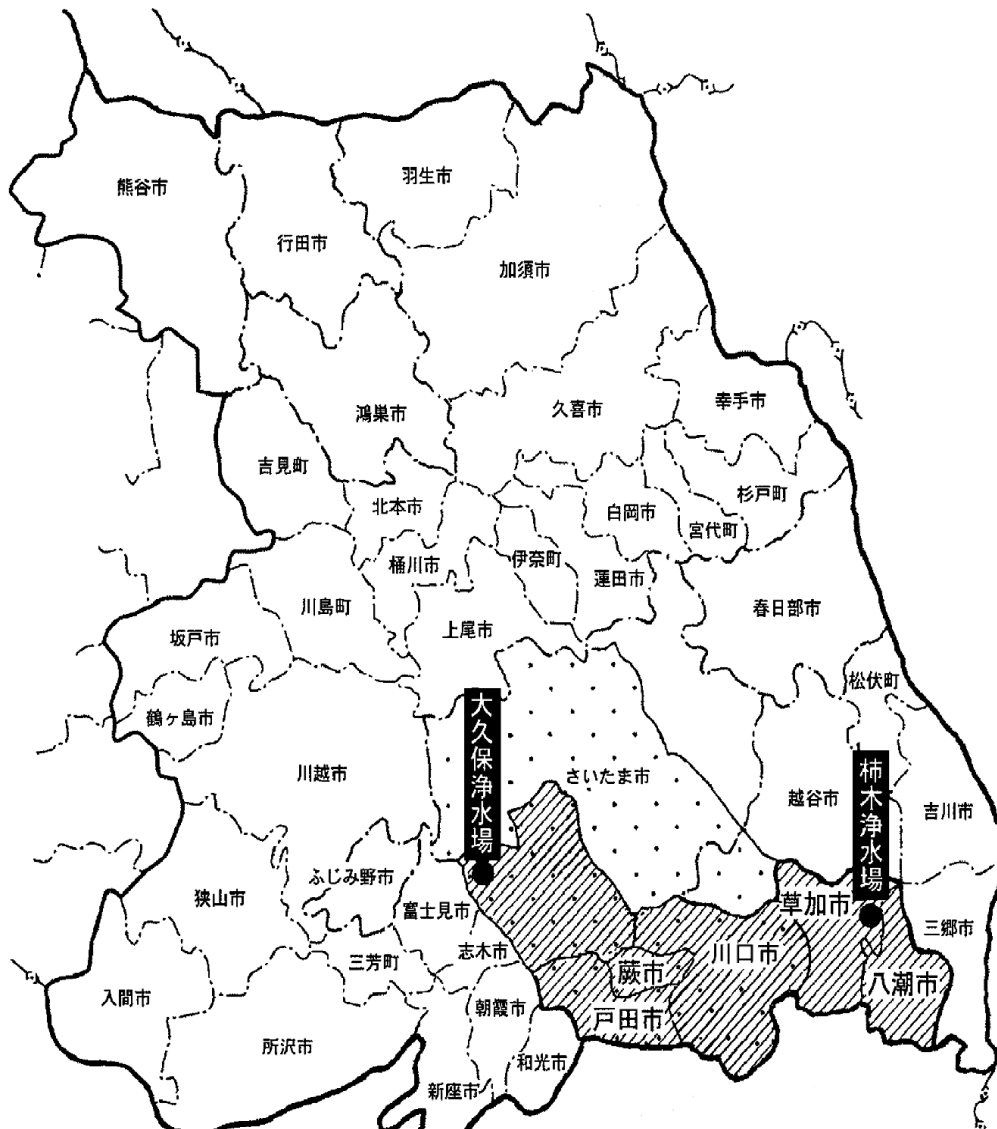 熊谷市
羽生市
行田市
加須市
鴻巣市
久喜市
幸手市
吉見町
北本市
白岡市
杉戸町
宮代町
桶川市
伊奈町
蓮田市
川島町
春日部市
坂戸市
上尾市
松伏町
鶴ヶ島市
大久保浄水場
川越市
さいたま市
越谷市
柿木浄水場
吉川市
ふじみ野市
狭山市
富士見市
草加市
三郷市
志木市
三芳町
川口市
蕨市
八潮市
入間市
朝霞市
戸田市
所沢市
和光市
新座市